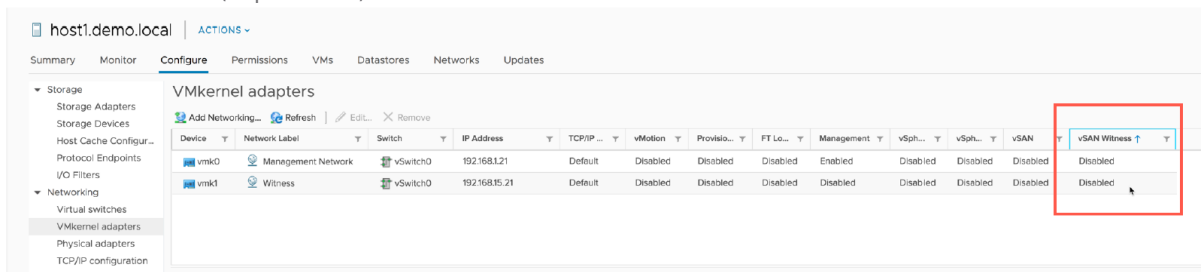 host1.demo.local ACTIONS
Summary Monitor Configure Permissions VMs Datastores Networks Updates
Storage
Storage Adapters
Storage Devices
Host Cache Configur...
Protocol Endpoints
I/O Filters
Networking
Virtual switches
VMkernel adapters
Physical adapters
TCP/IP configuration
VMkernel adapters
Add Networking... Refresh Edit... Remove
Device Network Label Switch IP Address TCP/IP ... vMotion Provisio... FT Lo... Management vSph... vSph... vSAN vSAN Witness
vmk0 Management Network vSwitch0 192.168.1.21 Default Disabled Disabled Disabled Enabled Disabled Disabled Disabled Disabled
vmk1 Witness vSwitch0 192.168.15.21 Default Disabled Disabled Disabled Disabled Disabled Disabled Disabled Disabled